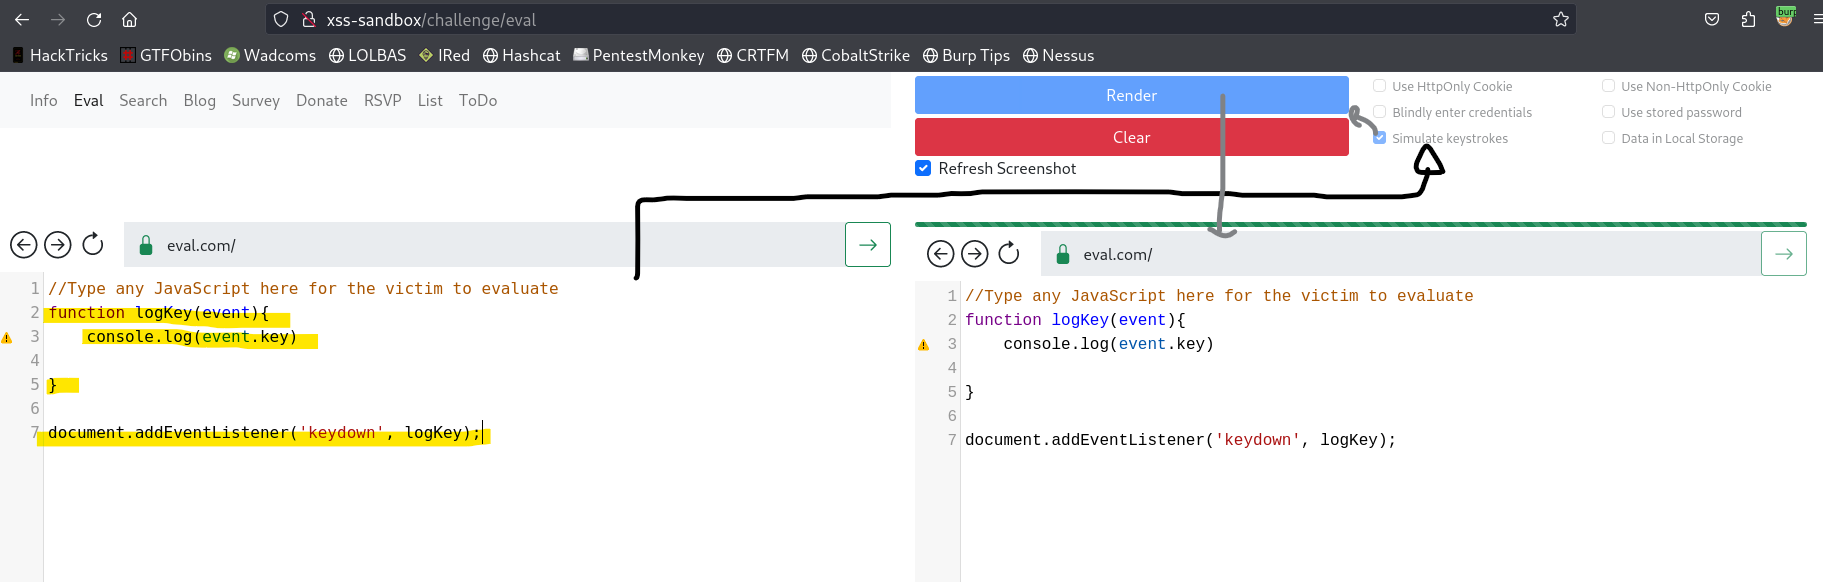 xss-sandbox/challenge/eval
burp
HackTricks GTFObins Wadcoms LOLBAS IRed Hashcat PentestMonkey CRTFM CobaltStrike Burp Tips Nessus
Info Eval Search Blog Survey Donate RSVP List ToDo
Render
Clear
Refresh Screenshot
Use HttpOnly Cookie
Use Non-HttpOnly Cookie
Blindly enter credentials
Use stored password
Simulate keystrokes
Data in Local Storage
eval.com/
1 //Type any JavaScript here for the victim to evaluate
2 function logKey(event){
3     console.log(event.key)
4
5 }
6
7 document.addEventListener('keydown', logKey);
eval.com/
1 //Type any JavaScript here for the victim to evaluate
2 function logKey(event){
3     console.log(event.key)
4
5 }
6
7 document.addEventListener('keydown', logKey);